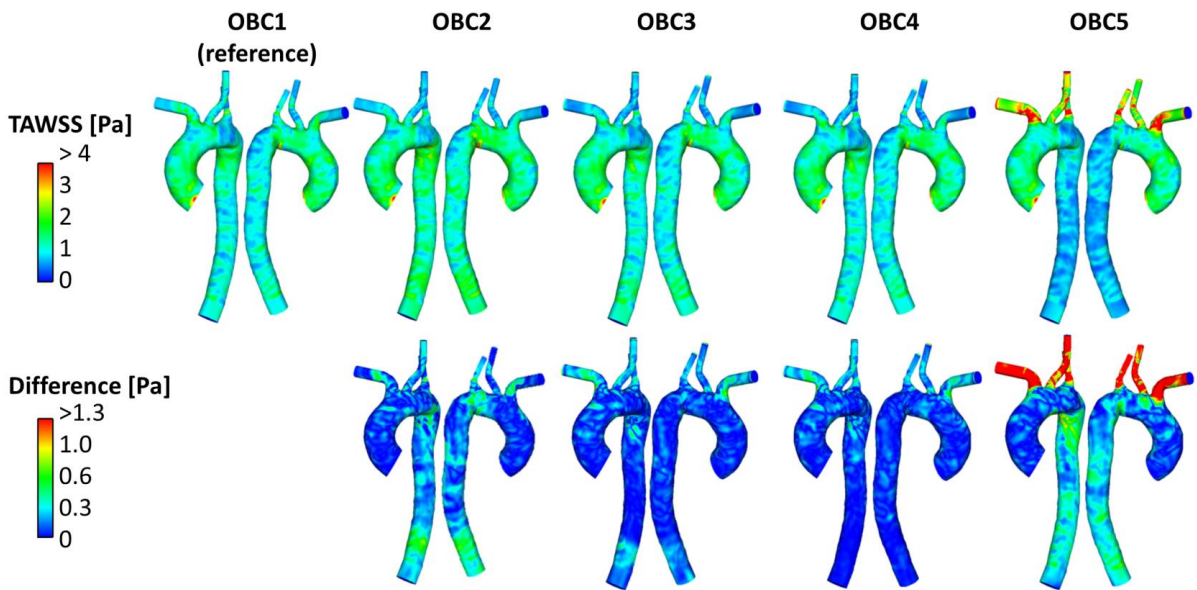 OBC1
(reference)
OBC2
OBC3
OBC4
OBC5
TAWSS [Pa]
> 4
3
2
1
0
Difference [Pa]
>1.3
1.0
0.6
0.3
0